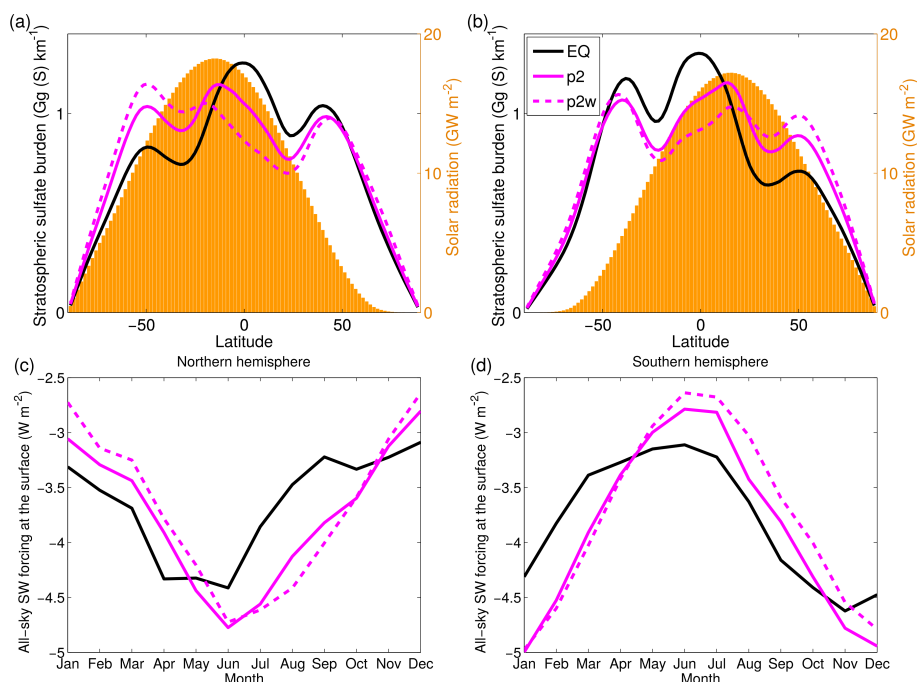 (a)
(b)
Stratospheric sulfate burden (Gg (S) km⁻¹)
1
0
−50
0
50
Latitude
20
10
0
Solar radiation (GW m⁻²)
Stratospheric sulfate burden (Gg (S) km⁻¹)
1
0
EQ
p2
p2w
−50
0
50
Latitude
20
10
0
Solar radiation (GW m⁻²)
(c)
Northern hemisphere
All−sky SW forcing at the surface (W m⁻²)
−2.5
−3
−3.5
−4
−4.5
−5
Jan Feb Mar Apr May Jun Jul Aug Sep Oct Nov Dec
Month
(d)
Southern hemisphere
All−sky SW forcing at the surface (W m⁻²)
−2.5
−3
−3.5
−4
−4.5
−5
Jan Feb Mar Apr May Jun Jul Aug Sep Oct Nov Dec
Month